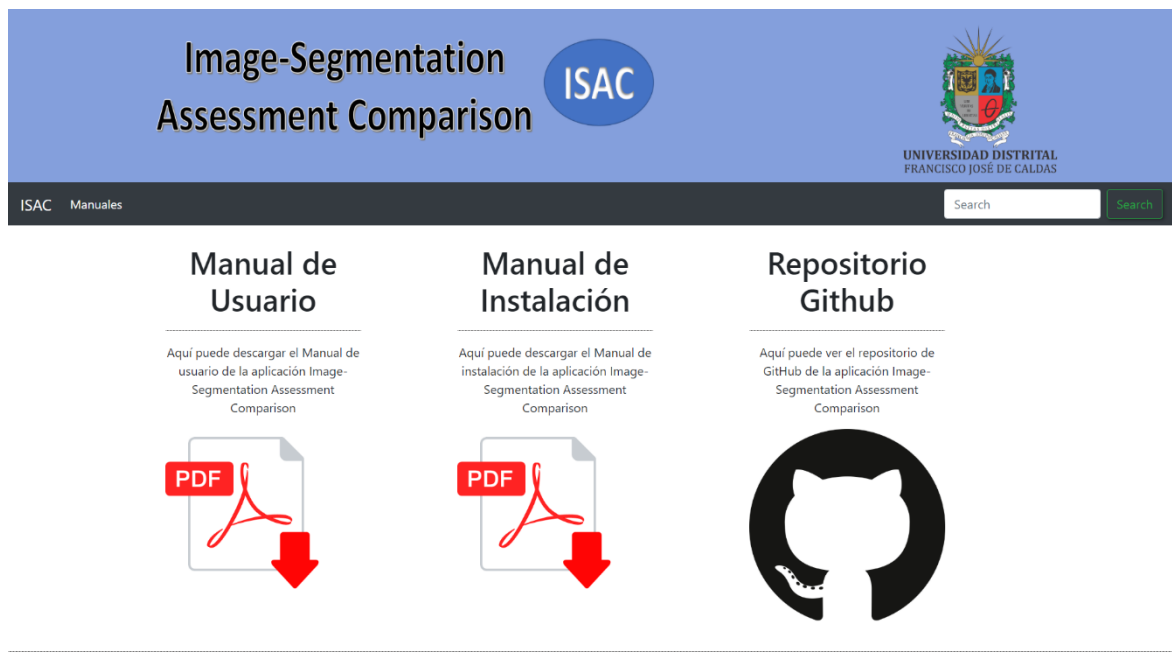 Image-Segmentation
Assessment Comparison
ISAC
UNIVERSIDAD DISTRITAL
FRANCISCO JOSÉ DE CALDAS
ISAC Manuales Search Search
Manual de
Usuario
Aquí puede descargar el Manual de
usuario de la aplicación Image-
Segmentation Assessment
Comparison
PDF
Manual de
Instalación
Aquí puede descargar el Manual de
instalación de la aplicación Image-
Segmentation Assessment
Comparison
PDF
Repositorio
Github
Aquí puede ver el repositorio de
GitHub de la aplicación Image-
Segmentation Assessment
Comparison